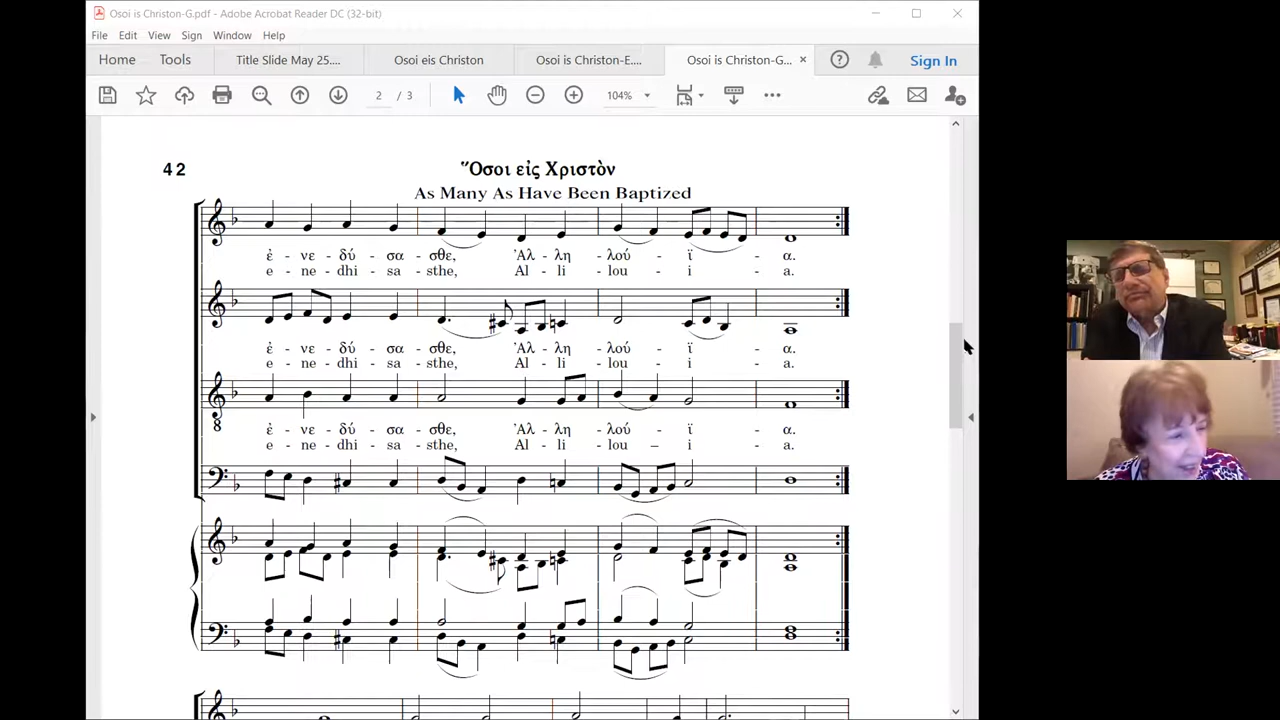 Osoi is Christon-G.pdf - Adobe Acrobat Reader DC (32-bit)
File Edit View Sign Window Help
Home Tools Title Slide May 25.... Osoi eis Christon Osoi is Christon-E.... Osoi is Christon-G... × Sign In
2 / 3 104%
42 Ὅσοι εἰς Χριστὸν
As Many As Have Been Baptized
ἐ - νε - δύ - σα - σθε, Ἀλ - λη - λού - ϊ - α.
e - ne - dhi - sa - sthe, Al - li - lou - i - a.
ἐ - νε - δύ - σα - σθε, Ἀλ - λη - λού - ϊ - α.
e - ne - dhi - sa - sthe, Al - li - lou - i - a.
8
ἐ - νε - δύ - σα - σθε, Ἀλ - λη - λού - ϊ - α.
e - ne - dhi - sa - sthe, Al - li - lou – i - a.